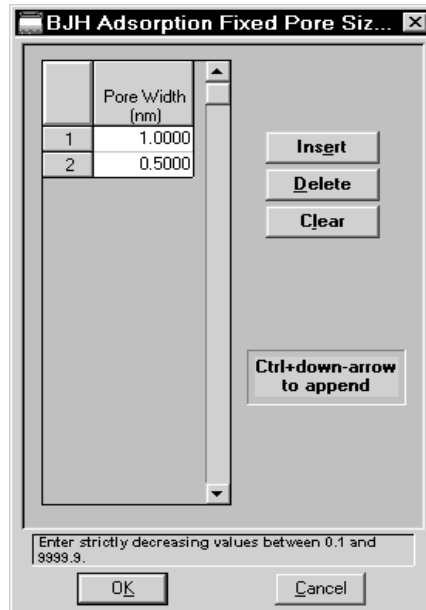 BJH Adsorption Fixed Pore Siz...
Pore Width
(nm)
1 1.0000
2 0.5000
Insert
Delete
Clear
Ctrl+down-arrow
to append
Enter strictly decreasing values between 0.1 and
9999.9.
OK Cancel